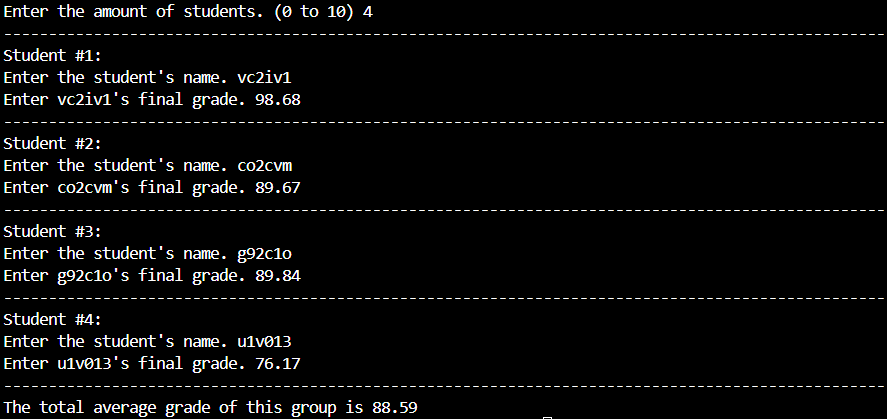 Enter the amount of students. (0 to 10) 4
--------------------------------------------------------------------------------------------------
Student #1:
Enter the student's name. vc2iv1
Enter vc2iv1's final grade. 98.68
--------------------------------------------------------------------------------------------------
Student #2:
Enter the student's name. co2cvm
Enter co2cvm's final grade. 89.67
--------------------------------------------------------------------------------------------------
Student #3:
Enter the student's name. g92c1o
Enter g92c1o's final grade. 89.84
--------------------------------------------------------------------------------------------------
Student #4:
Enter the student's name. u1v013
Enter u1v013's final grade. 76.17
--------------------------------------------------------------------------------------------------
The total average grade of this group is 88.59